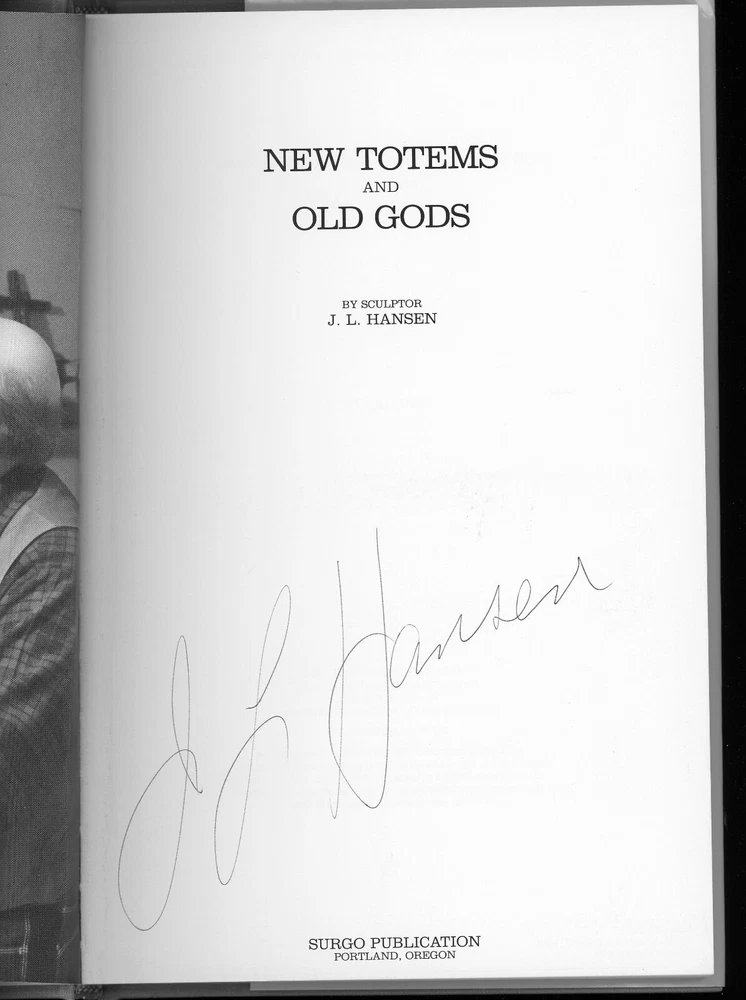 NEW TOTEMS
AND
OLD GODS
BY SCULPTOR
J. L. HANSEN
J L Hansen
SURGO PUBLICATION
PORTLAND, OREGON